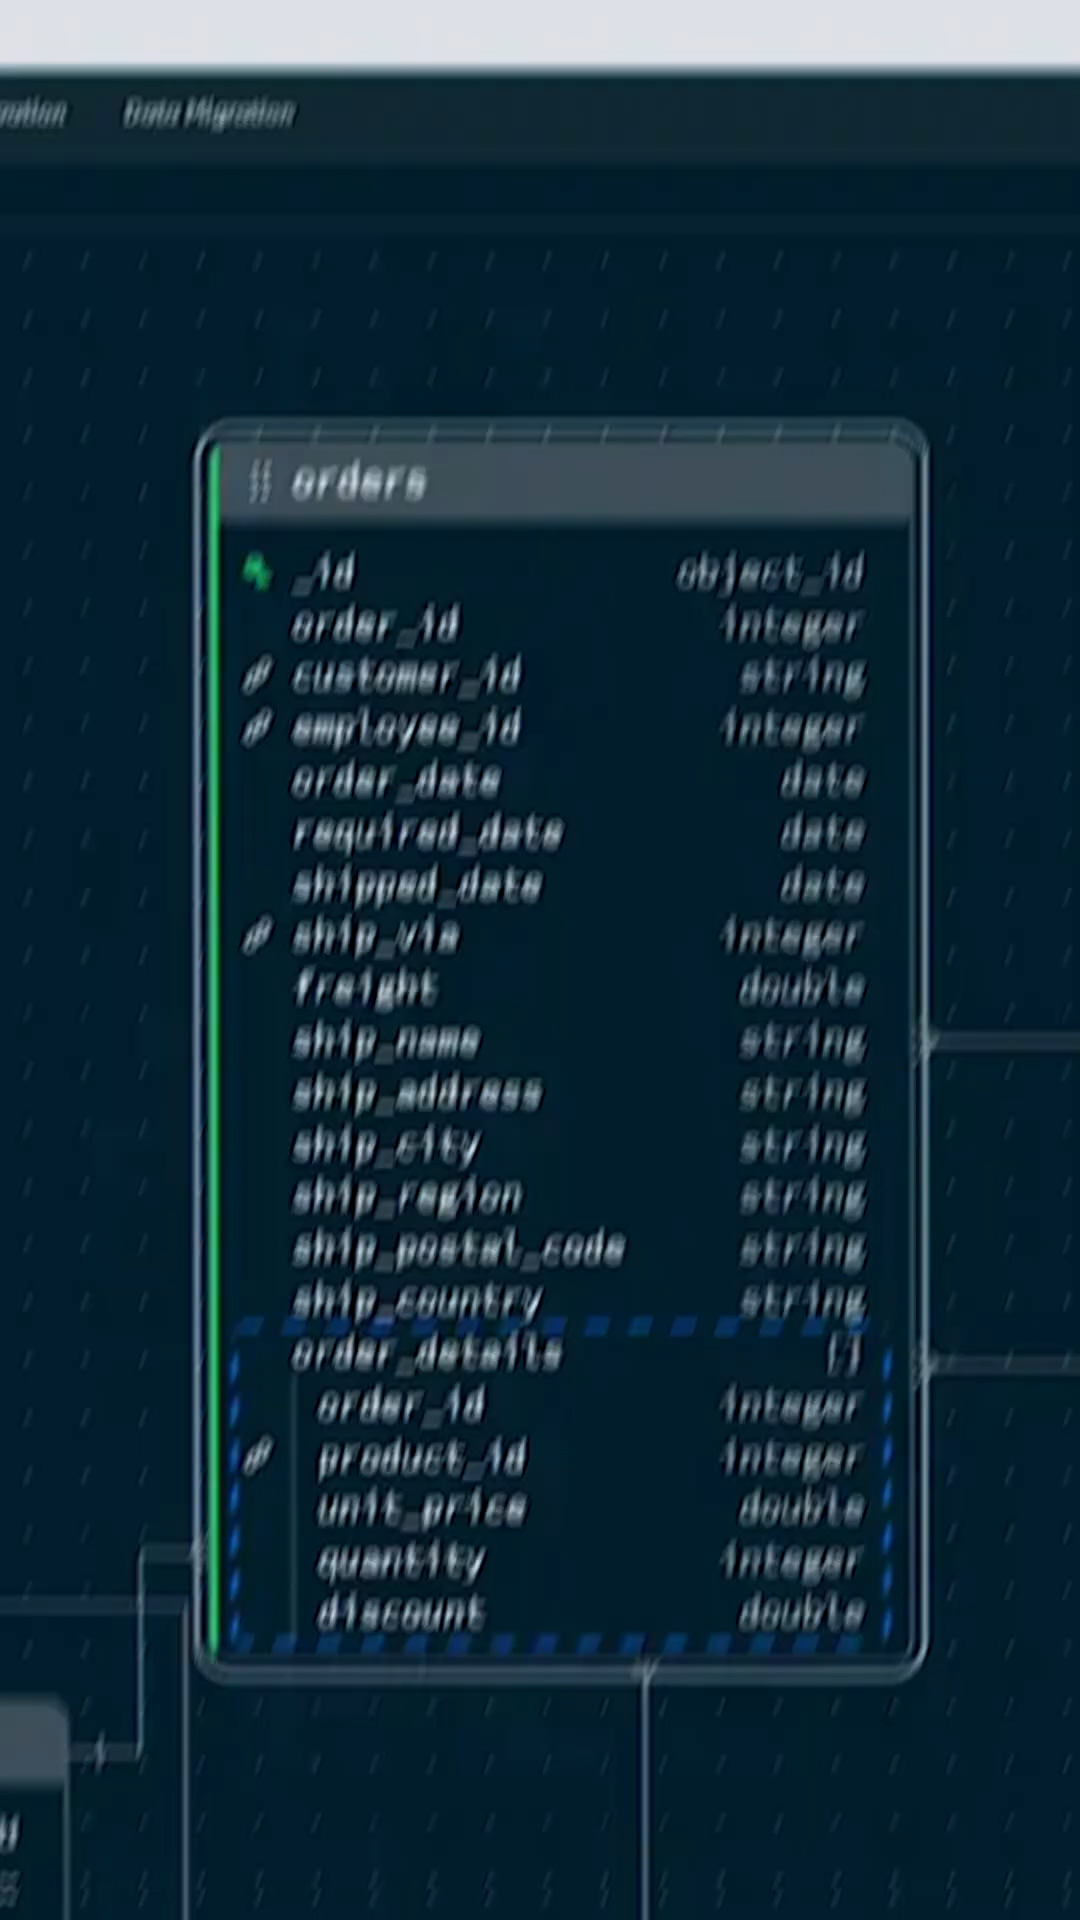 Data Migration
orders
_id object_id
order_id integer
customer_id string
employee_id integer
order_date date
required_date date
shipped_date date
ship_via integer
freight double
ship_name string
ship_address string
ship_city string
ship_region string
ship_postal_code string
ship_country string
order_details []
order_id integer
product_id integer
unit_price double
quantity integer
discount double